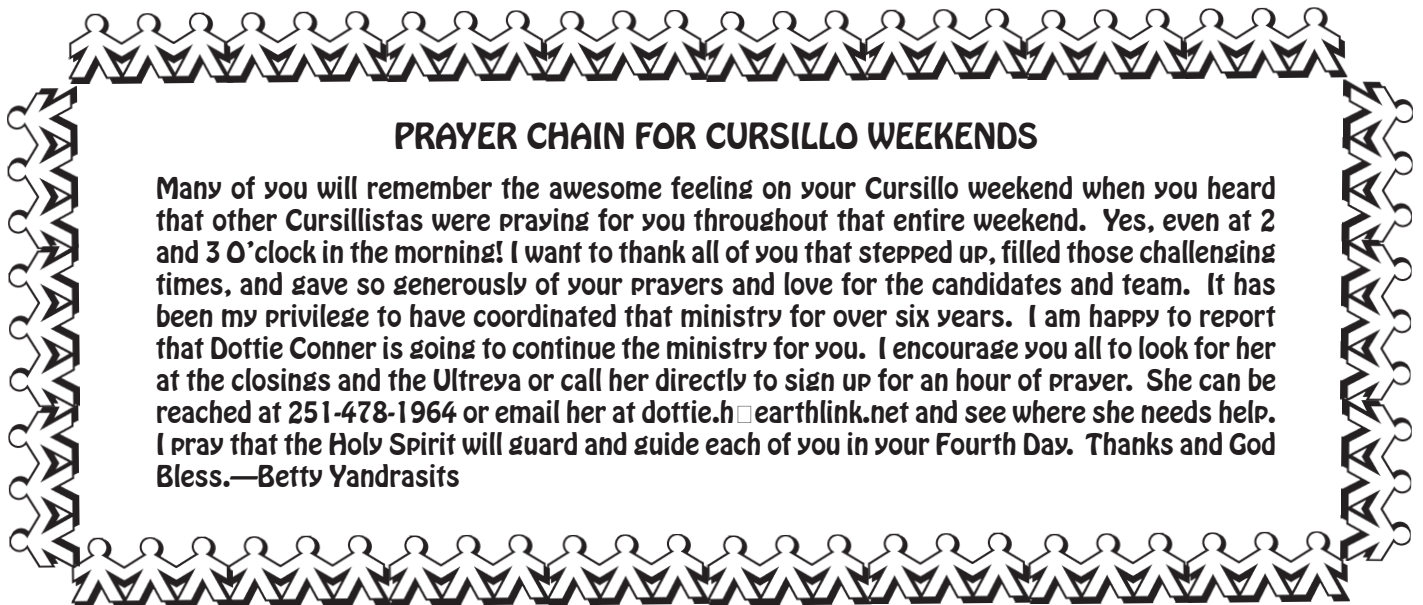 PRAYER CHAIN FOR CURSILLO WEEKENDS
Many of you will remember the awesome feeling on your Cursillo weekend when you heard
that other Cursillistas were praying for you throughout that entire weekend.  Yes, even at 2
and 3 O’clock in the morning! I want to thank all of you that stepped up, filled those challenging
times, and gave so generously of your prayers and love for the candidates and team.  It has
been my privilege to have coordinated that ministry for over six years.  I am happy to report
that Dottie Conner is going to continue the ministry for you.  I encourage you all to look for her
at the closings and the Ultreya or call her directly to sign up for an hour of prayer.  She can be
reached at 251-478-1964 or email her at dottie.h□earthlink.net and see where she needs help.
I pray that the Holy Spirit will guard and guide each of you in your Fourth Day.  Thanks and God
Bless.—Betty Yandrasits